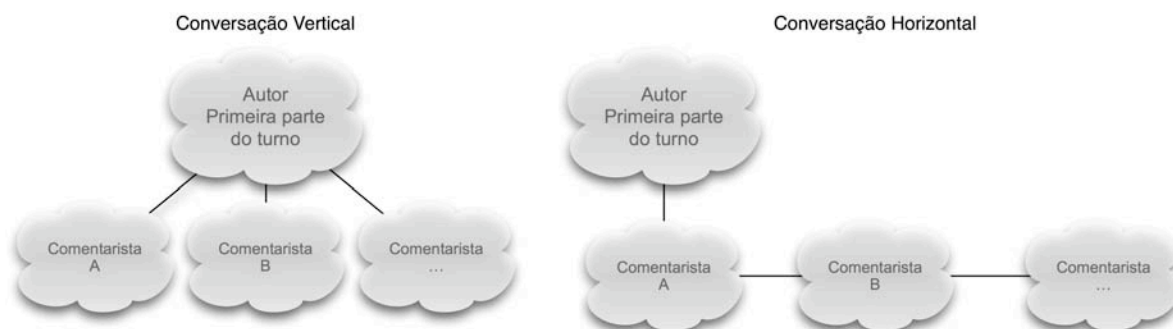 Conversação Vertical
Autor
Primeira parte
do turno
Comentarista
A
Comentarista
B
Comentarista
...
Conversação Horizontal
Autor
Primeira parte
do turno
Comentarista
A
Comentarista
B
Comentarista
...